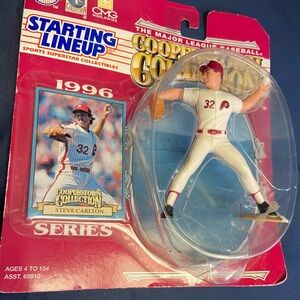 STARTING
LINEUP
SPORTS SUPERSTAR COLLECTIBLES
CMG
THE MAJOR LEAGUE BASEBALL
COOPERSTOWN
COLLECTION
1996
32
32 P
COOPERSTOWN
COLLECTION
STEVE CARLTON
SERIES
AGES 4 TO 104
ASST. 68810